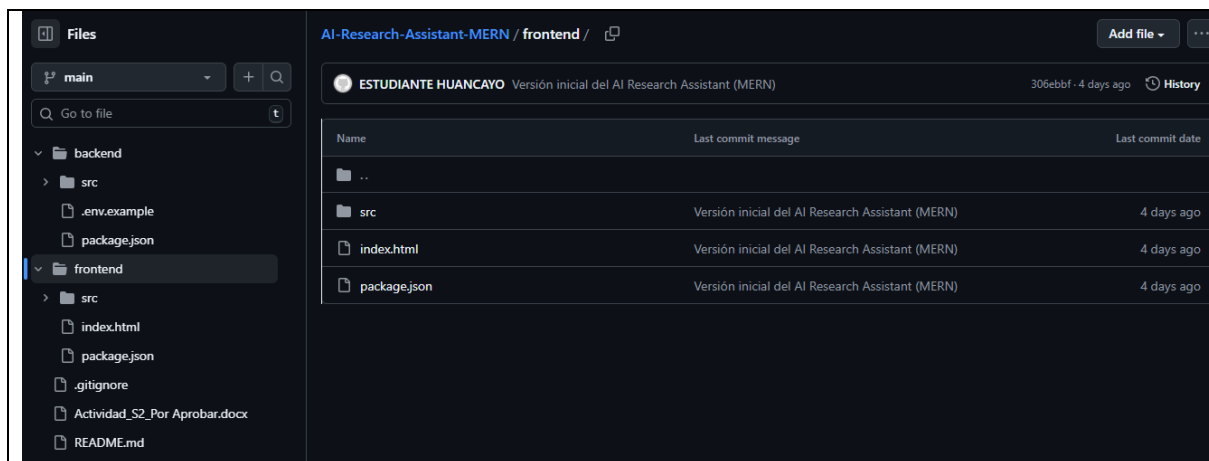 Files
main
Go to file
t
backend
src
.env.example
package.json
frontend
src
index.html
package.json
.gitignore
Actividad_S2_Por Aprobar.docx
README.md
AI-Research-Assistant-MERN / frontend /
Add file
ESTUDIANTE HUANCAYO Versión inicial del AI Research Assistant (MERN) 306ebbf · 4 days ago History
Name Last commit message Last commit date
..
src Versión inicial del AI Research Assistant (MERN) 4 days ago
index.html Versión inicial del AI Research Assistant (MERN) 4 days ago
package.json Versión inicial del AI Research Assistant (MERN) 4 days ago